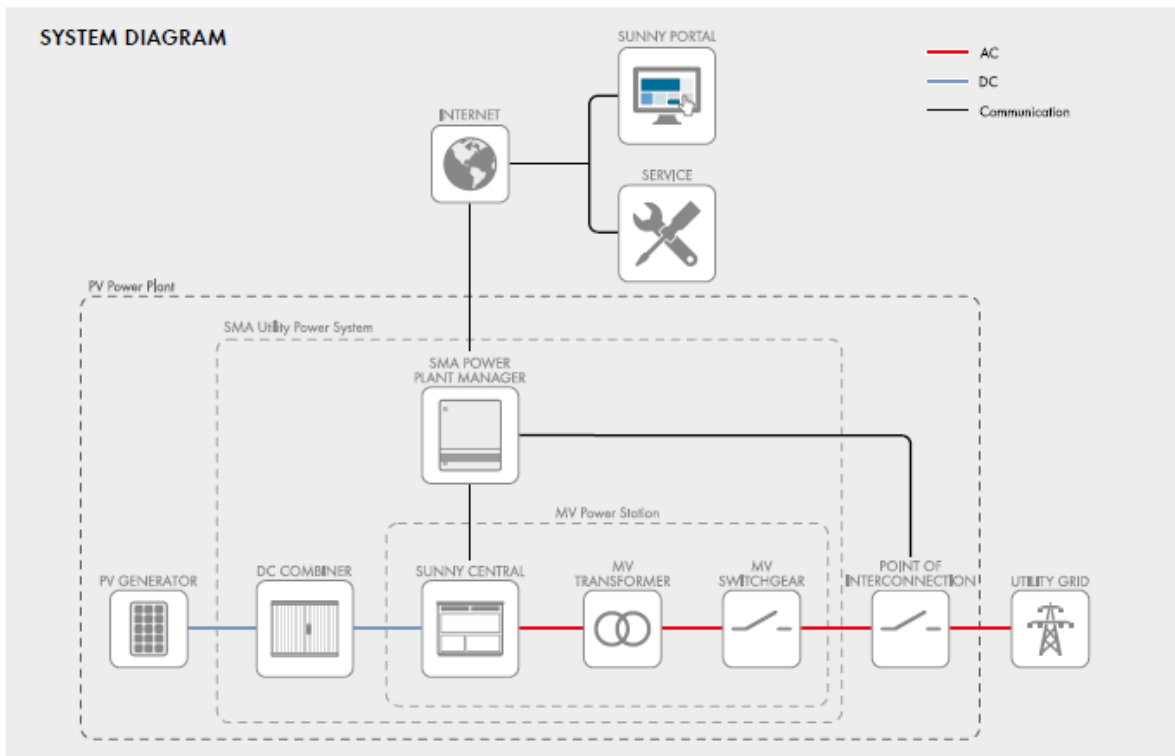 SYSTEM DIAGRAM
SUNNY PORTAL
AC
DC
Communication
INTERNET
SERVICE
PV Power Plant
SMA Utility Power System
SMA POWER
PLANT MANAGER
MV Power Station
PV GENERATOR
DC COMBINER
SUNNY CENTRAL
MV
TRANSFORMER
MV
SWITCHGEAR
POINT OF
INTERCONNECTION
UTILITY GRID